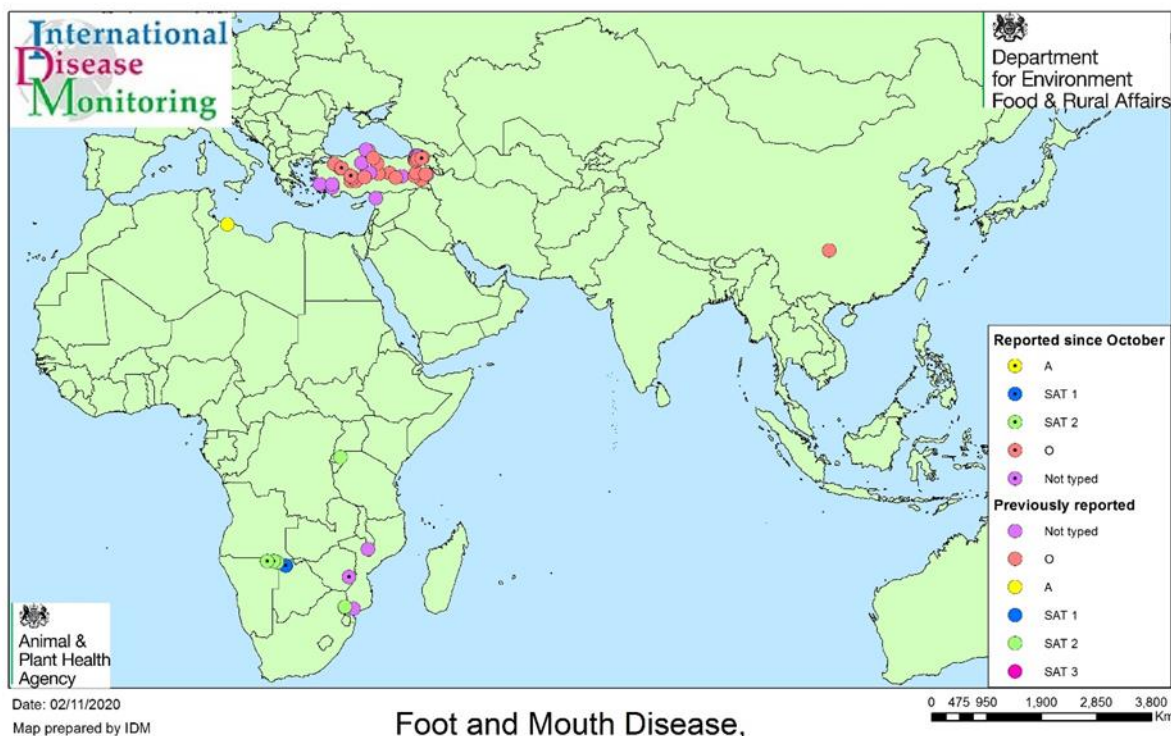 International
Disease
Monitoring
Department
for Environment
Food & Rural Affairs
Reported since October
A
SAT 1
SAT 2
O
Not typed
Previously reported
Not typed
O
A
SAT 1
SAT 2
SAT 3
Animal &
Plant Health
Agency
Date: 02/11/2020
Map prepared by IDM
Foot and Mouth Disease,
0 475 950 1,900 2,850 3,800
Km